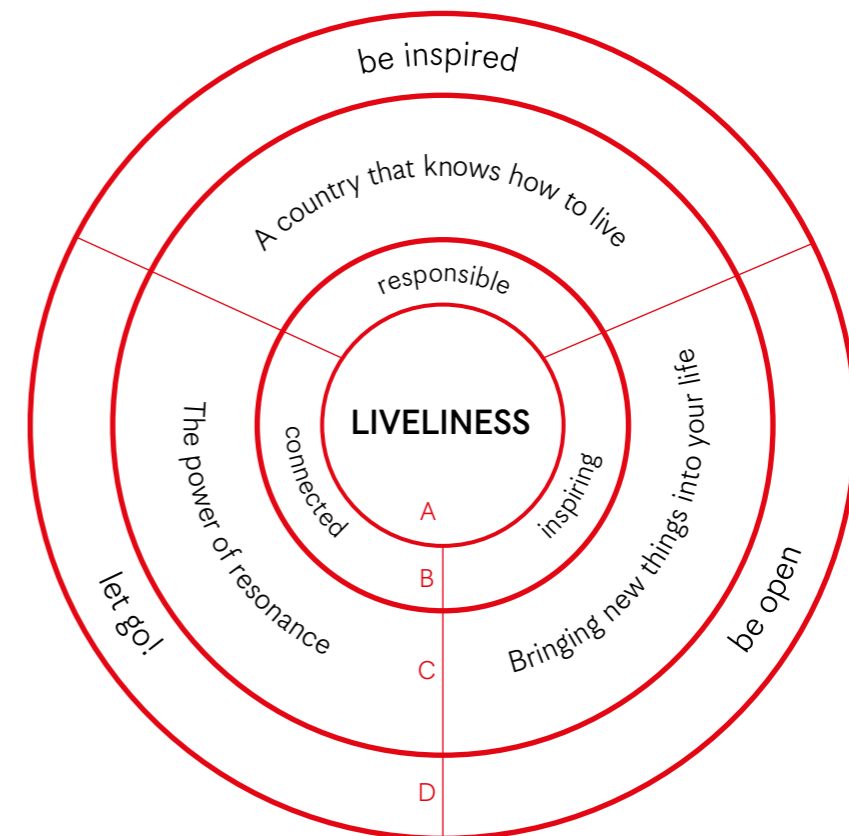 be inspired
A country that knows how to live
responsible
LIVELINESS
connected
inspiring
The power of resonance
Bringing new things into your life
let go!
be open
A
B
C
D